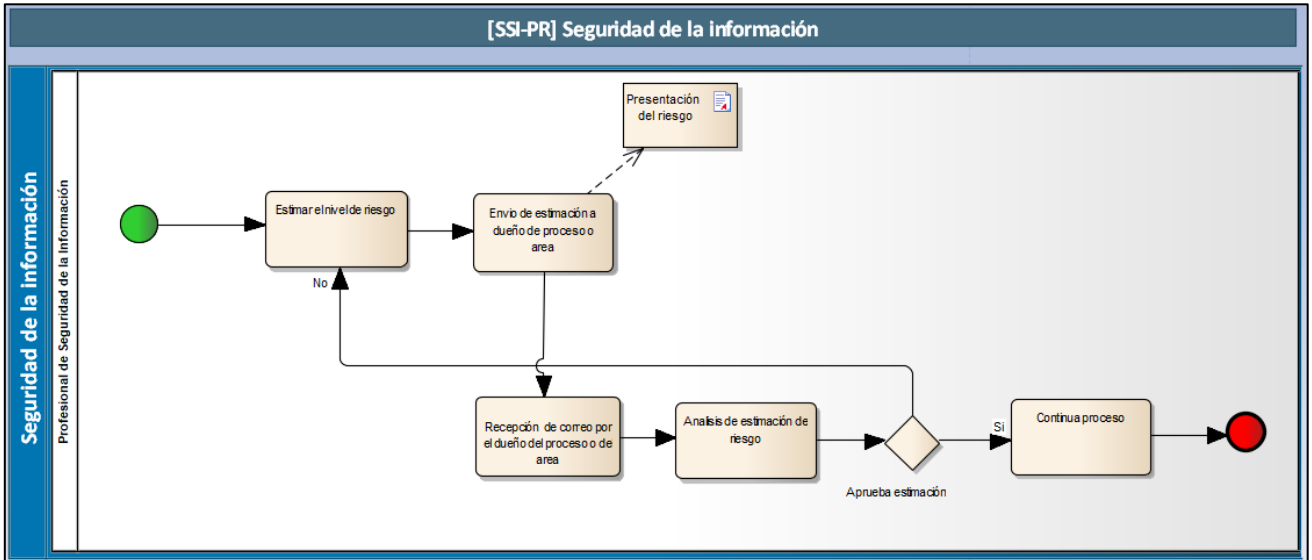 [SSI-PR] Seguridad de la información
Seguridad de la información
Profesional de Seguridad de la Información
Presentación
del riesgo
Estimar el nivel de riesgo
Envio de estimación a
dueño de proceso o
area
No
Recepción de correo por
el dueño del proceso o de
area
Analisis de estimación de
riesgo
Aprueba estimación
Si
Continua proceso